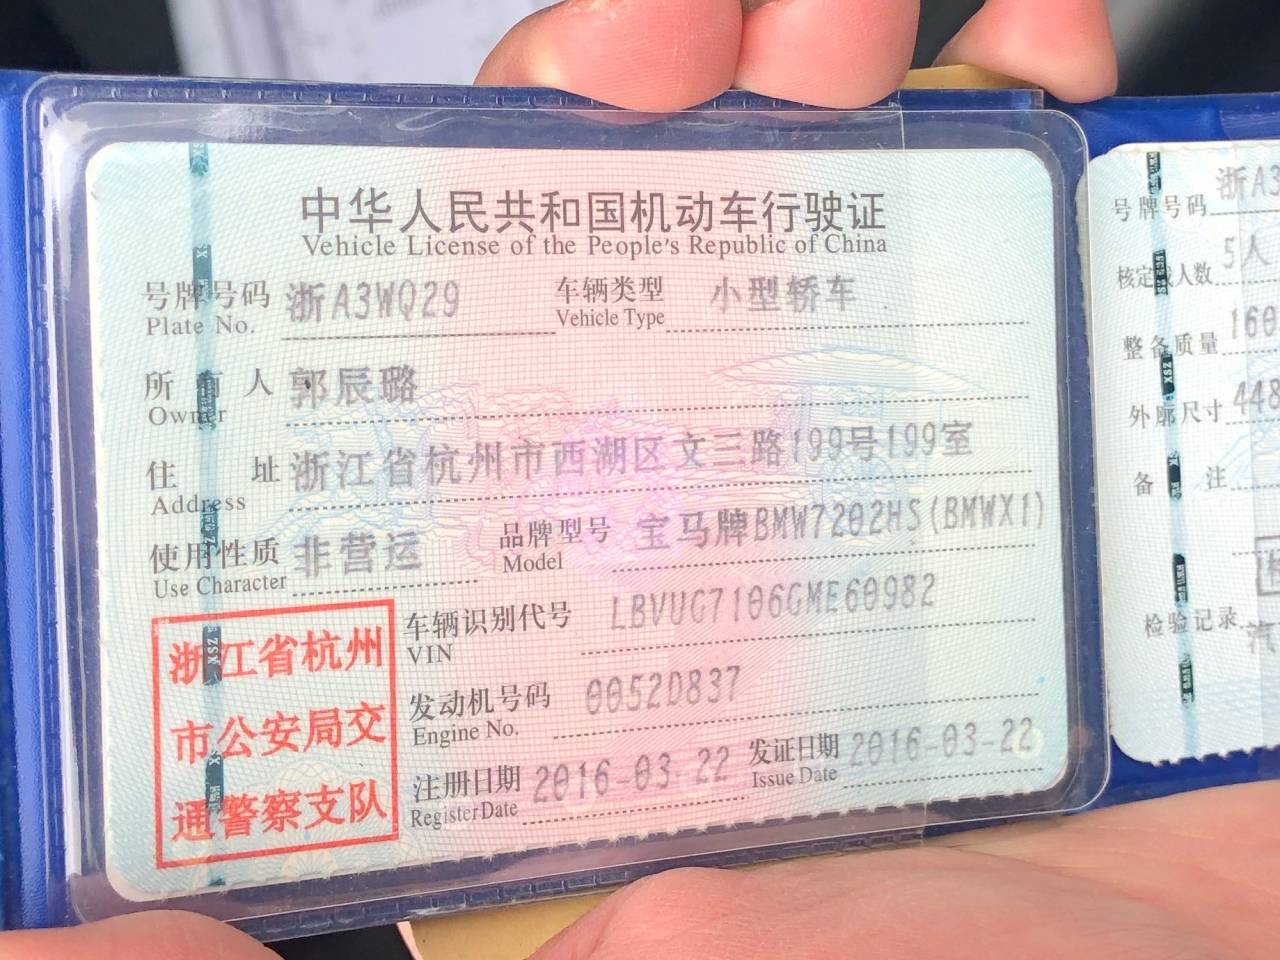 中华人民共和国机动车行驶证
Vehicle License of the People's Republic of China
号牌号码 浙A3WQ29 车辆类型 小型轿车
Plate No. Vehicle Type
所有人 郭辰璐
Owner
住址 浙江省杭州市西湖区文三路199号199室
Address
使用性质 非营运 品牌型号 宝马牌BMW7202HS(BMWX1)
Use Character Model
车辆识别代号 LBVUG7106GME60982
VIN
发动机号码 0052D837
Engine No.
注册日期 2016-03-22 发证日期 2016-03-22
Register Date Issue Date
浙江省杭州
市公安局交
通警察支队
号牌号码 浙A3
核定载人数 5人
整备质量 160
外廓尺寸 448
备注
检验记录